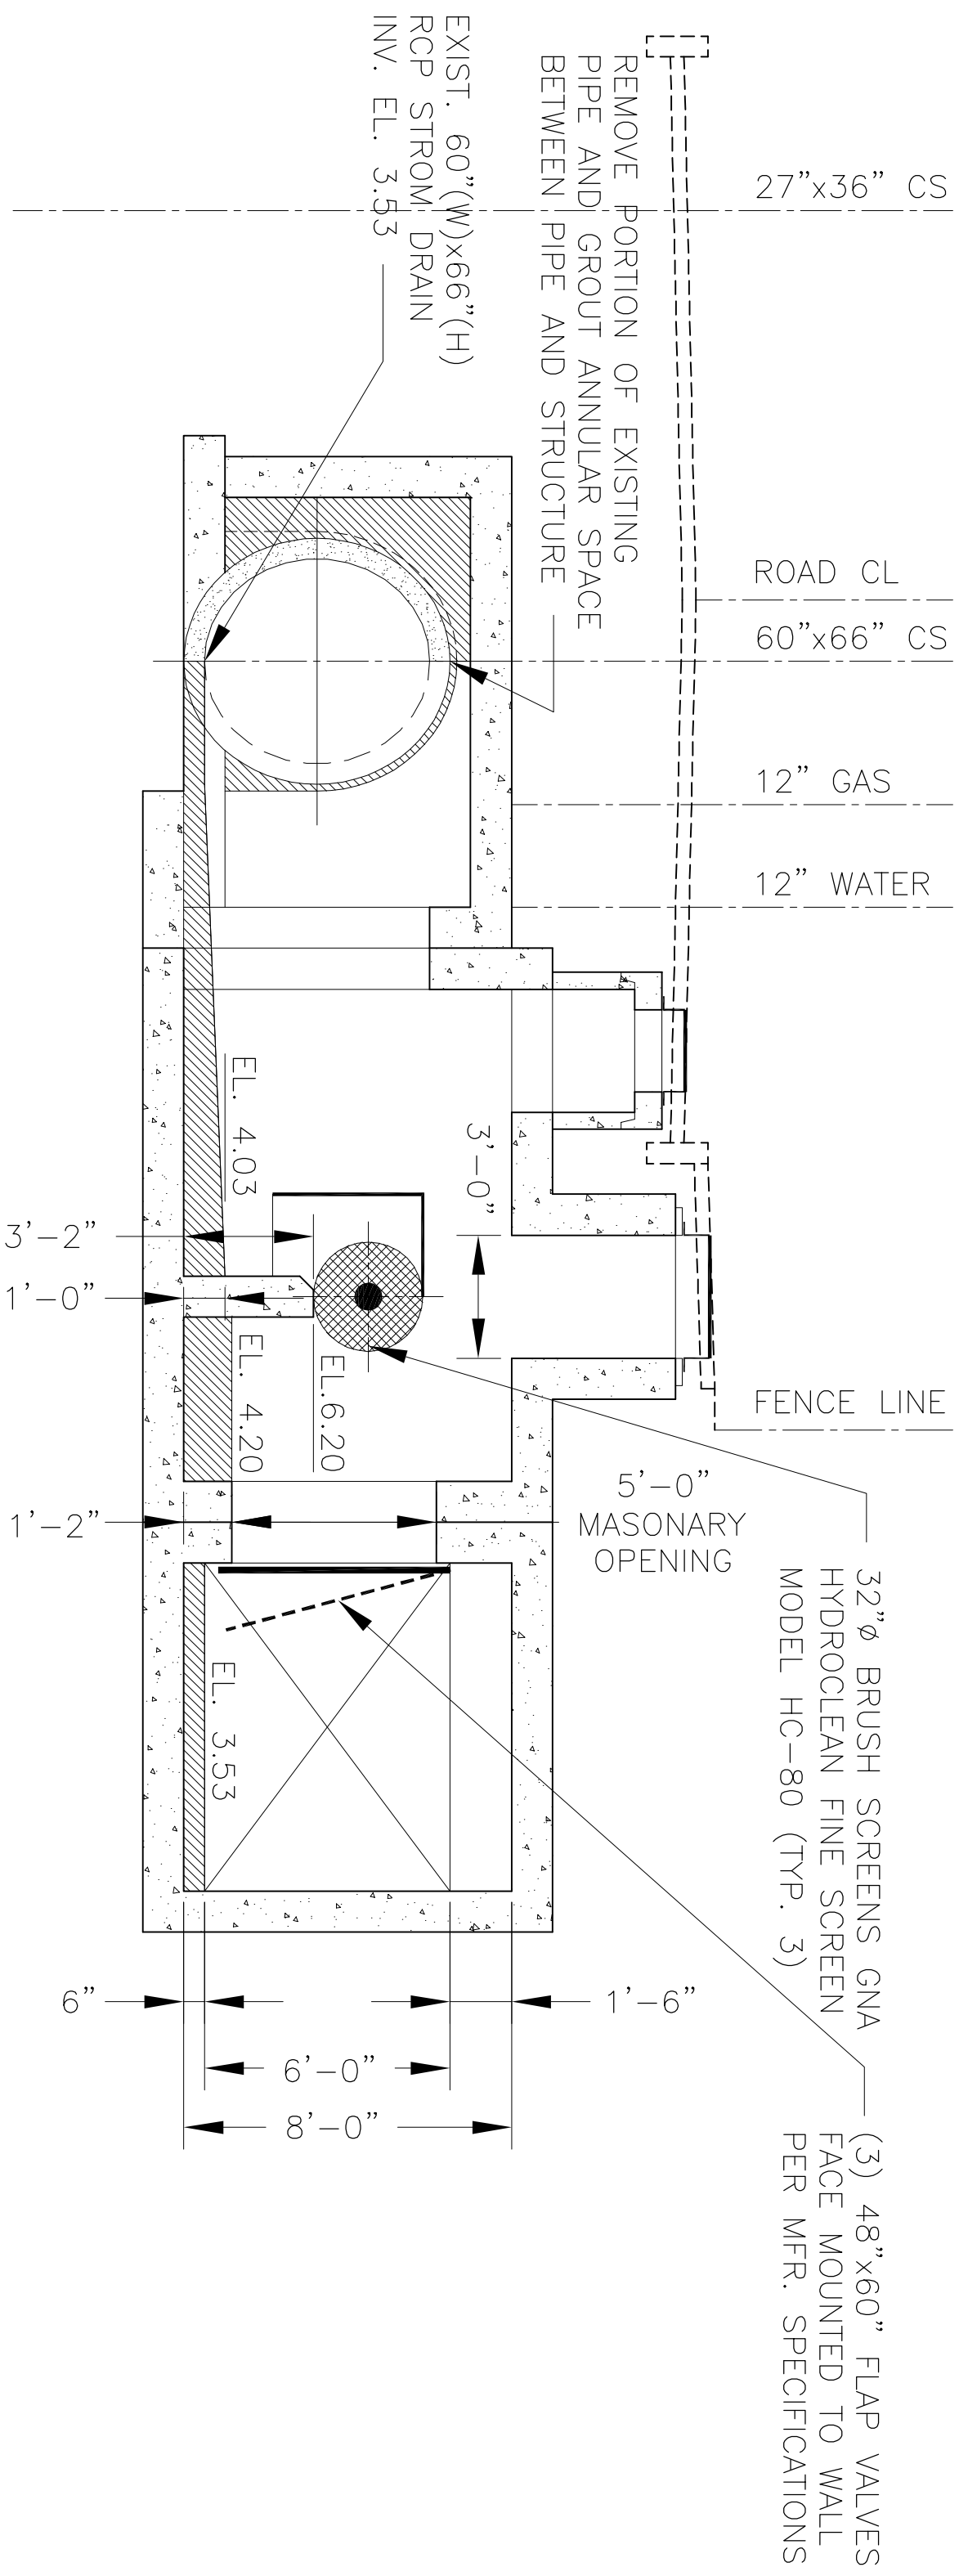 27”x36” CS
ROAD CL
60”x66” CS
12” GAS
12” WATER
FENCE LINE
REMOVE PORTION OF EXISTING
PIPE AND GROUT ANNULAR SPACE
BETWEEN PIPE AND STRUCTURE
EXIST. 60”(W)x66”(H)
RCP STROM DRAIN
INV. EL. 3.53
EL. 4.03
3’-0”
3’-2”
1’-0”
EL. 4.20
EL.6.20
1’-2”
5’-0”
MASONARY
OPENING
32”ø BRUSH SCREENS GNA
HYDROCLEAN FINE SCREEN
MODEL HC-80 (TYP. 3)
EL. 3.53
6”
1’-6”
6’-0”
8’-0”
(3) 48”x60” FLAP VALVES
FACE MOUNTED TO WALL
PER MFR. SPECIFICATIONS